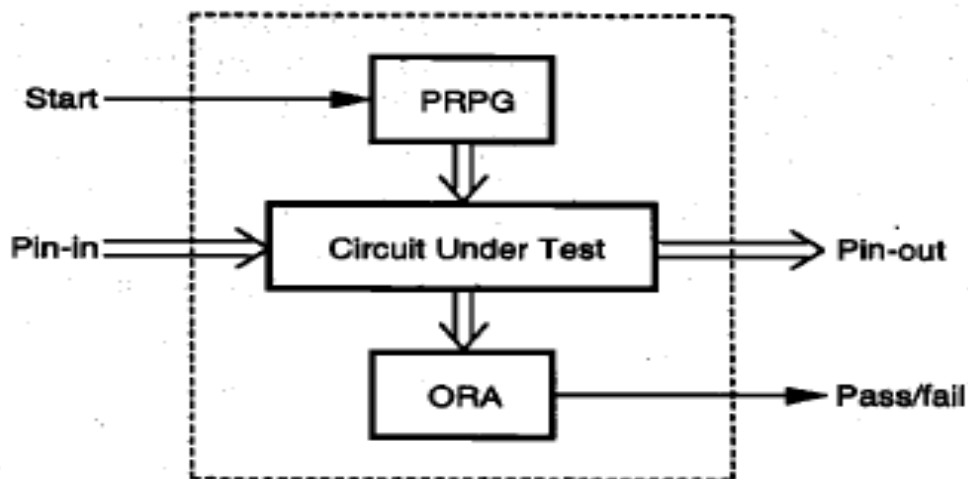 PRPG
Start
Pin-in
Circuit Under Test
Pin-out
ORA
Pass/fail